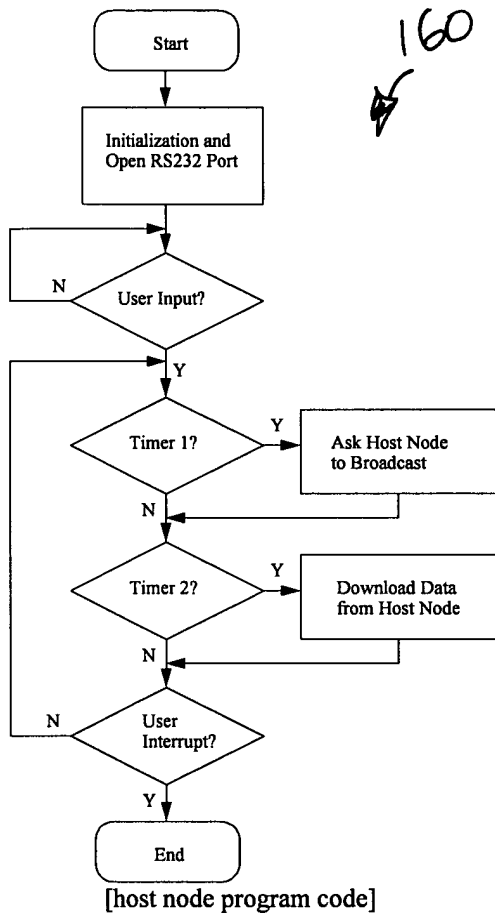 160
Start
Initialization and
Open RS232 Port
N
User Input?
Y
Timer 1?
Y
Ask Host Node
to Broadcast
N
Timer 2?
Y
Download Data
from Host Node
N
N
User
Interrupt?
Y
End
[host node program code]